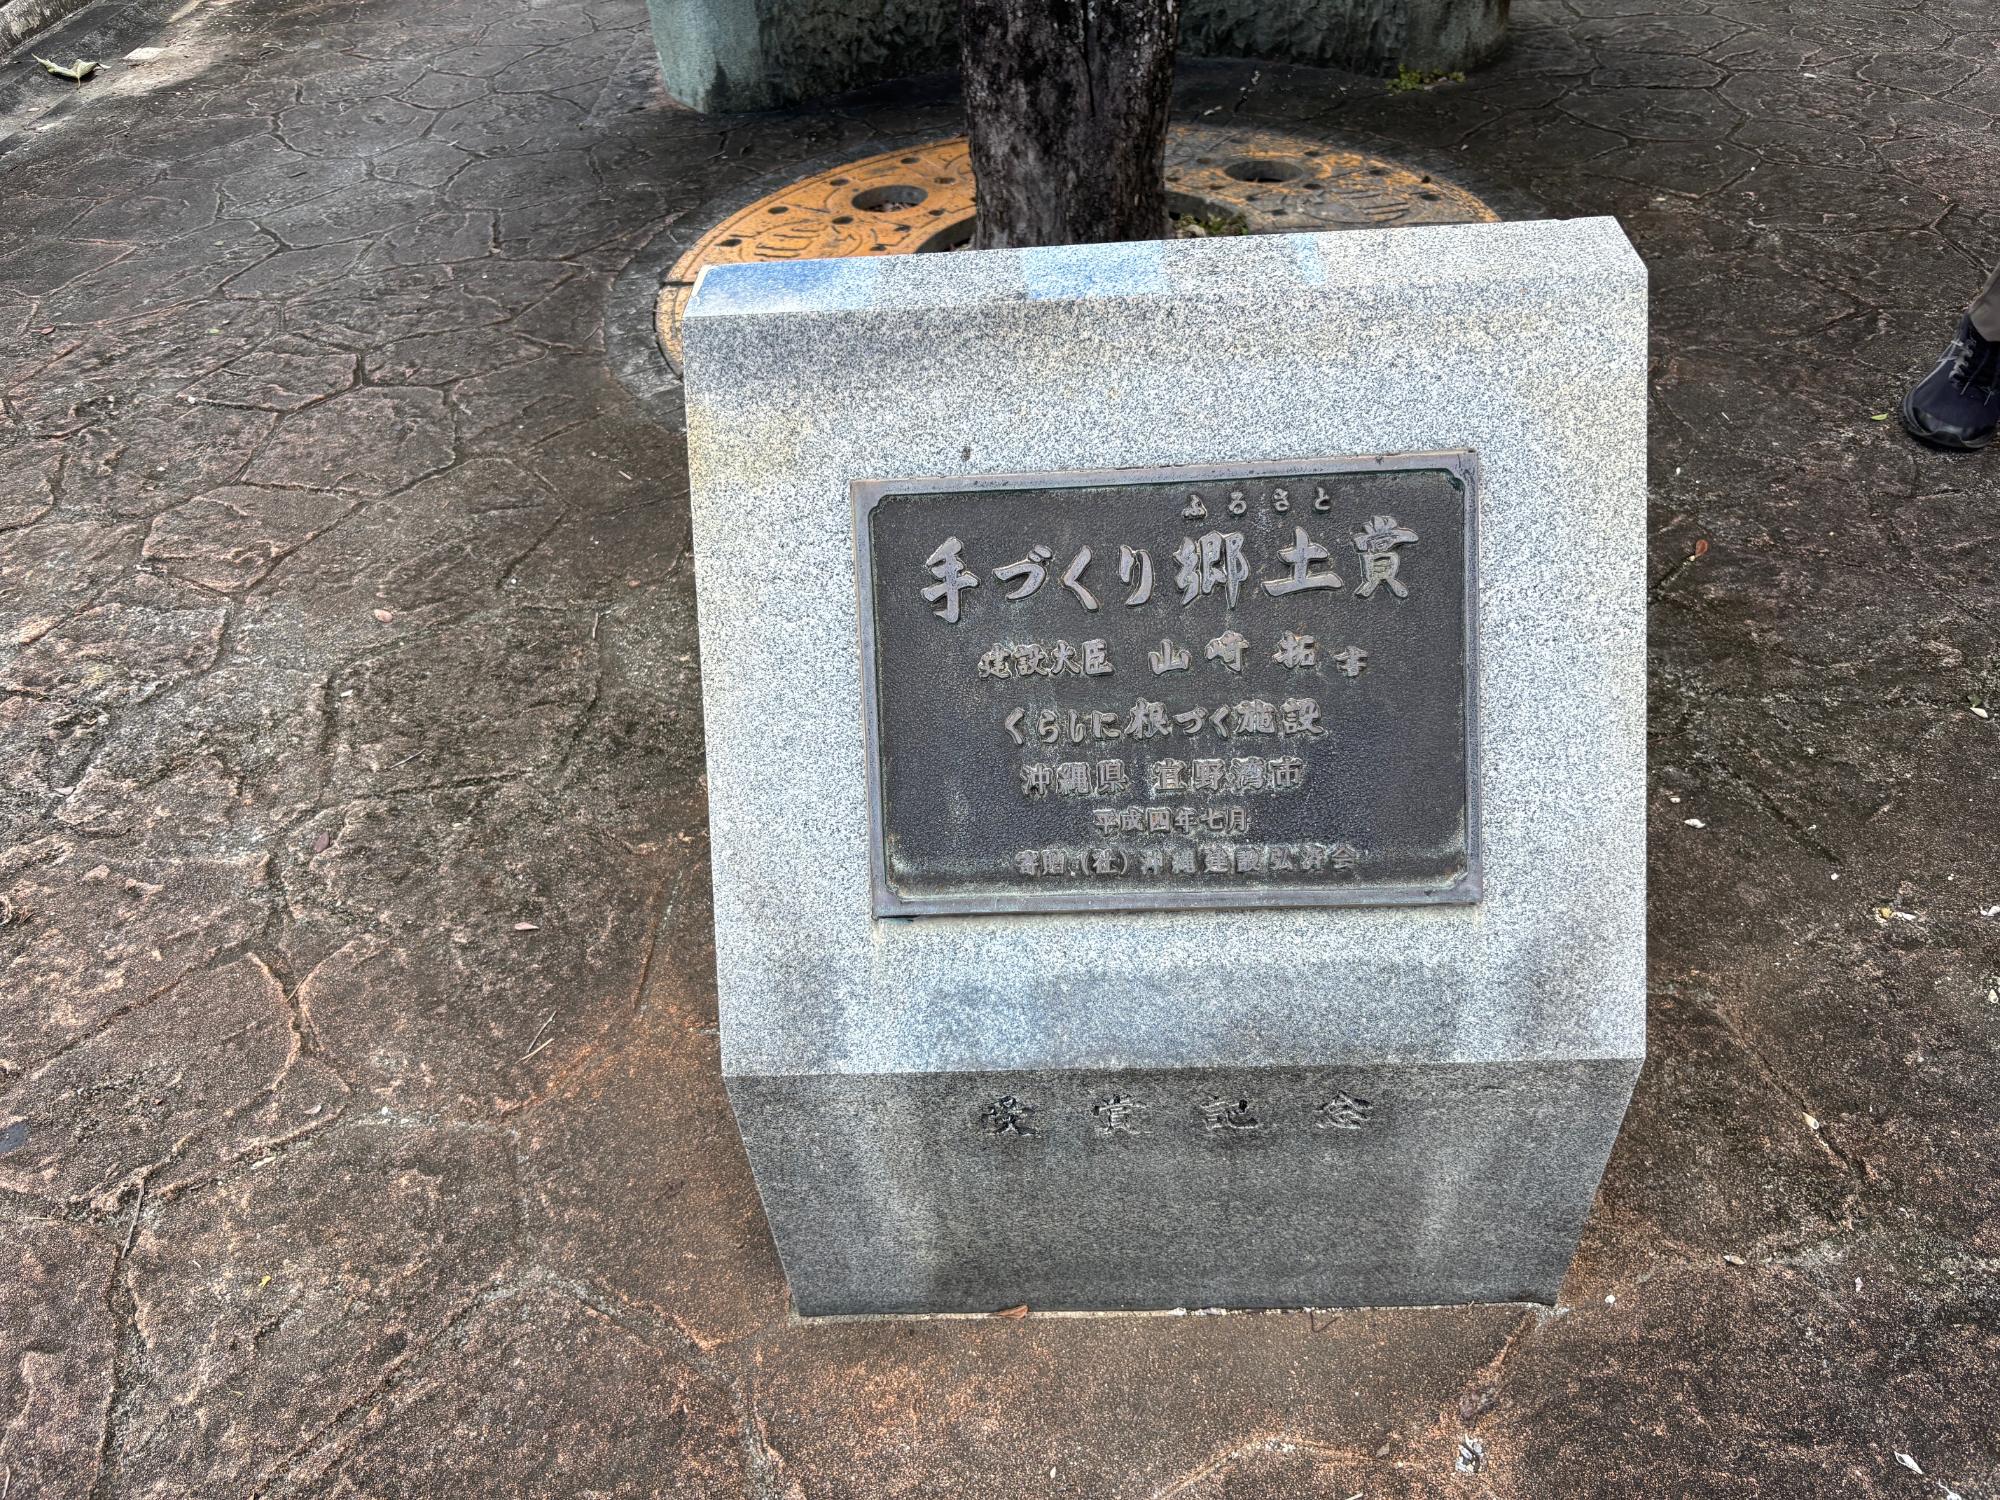 ふるさと
手づくり郷土賞
建設大臣 山崎 拓 書
くらしに根づく施設
沖縄県 宜野湾市
平成四年七月
寄贈（社）沖縄建設弘済会
受賞記念